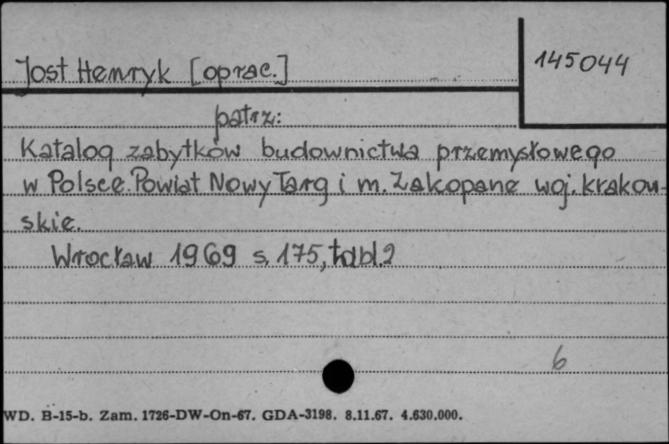 Jost Henryk [oprac.]
145044
patrz:
Katalog zabytków budownictwa przemysłowego
w Polsce. Powiat Nowy Targ i m. Zakopane woj. krakow-
skie.
Wrocław 1969 s. 175, tabl. 2
6
WD. B-15-b. Zam. 1726-DW-On-67. GDA-3198. 8.11.67. 4.630.000.